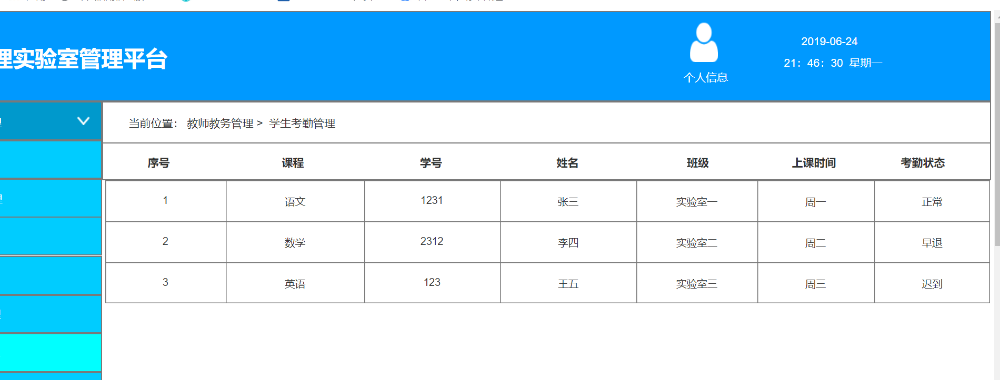 理实验室管理平台
个人信息
2019-06-24
21：46：30 星期一
当前位置： 教师教务管理 > 学生考勤管理
序号 课程 学号 姓名 班级 上课时间 考勤状态
1 语文 1231 张三 实验室一 周一 正常
2 数学 2312 李四 实验室二 周二 早退
3 英语 123 王五 实验室三 周三 迟到